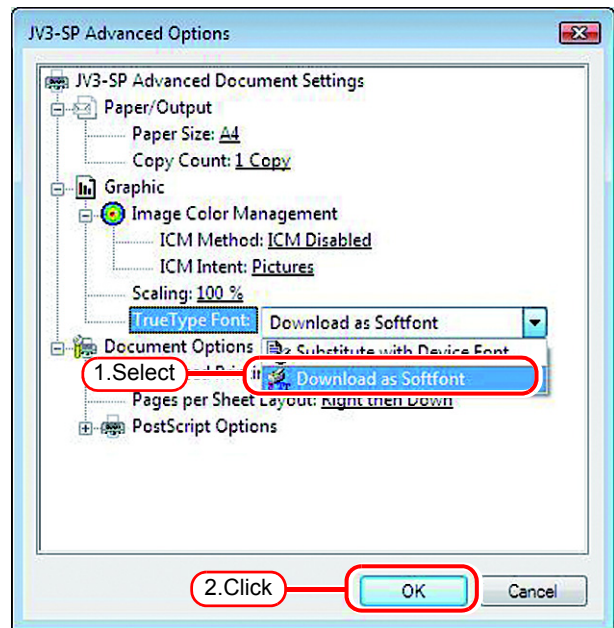 JV3-SP Advanced Options
JV3-SP Advanced Document Settings
Paper/Output
Paper Size: A4
Copy Count: 1 Copy
Graphic
Image Color Management
ICM Method: ICM Disabled
ICM Intent: Pictures
Scaling: 100 %
TrueType Font: Download as Softfont
Document Options Substitute with Device Font
1.Select
Download as Softfont
Pages per Sheet Layout: Right then Down
PostScript Options
2.Click
OK
Cancel